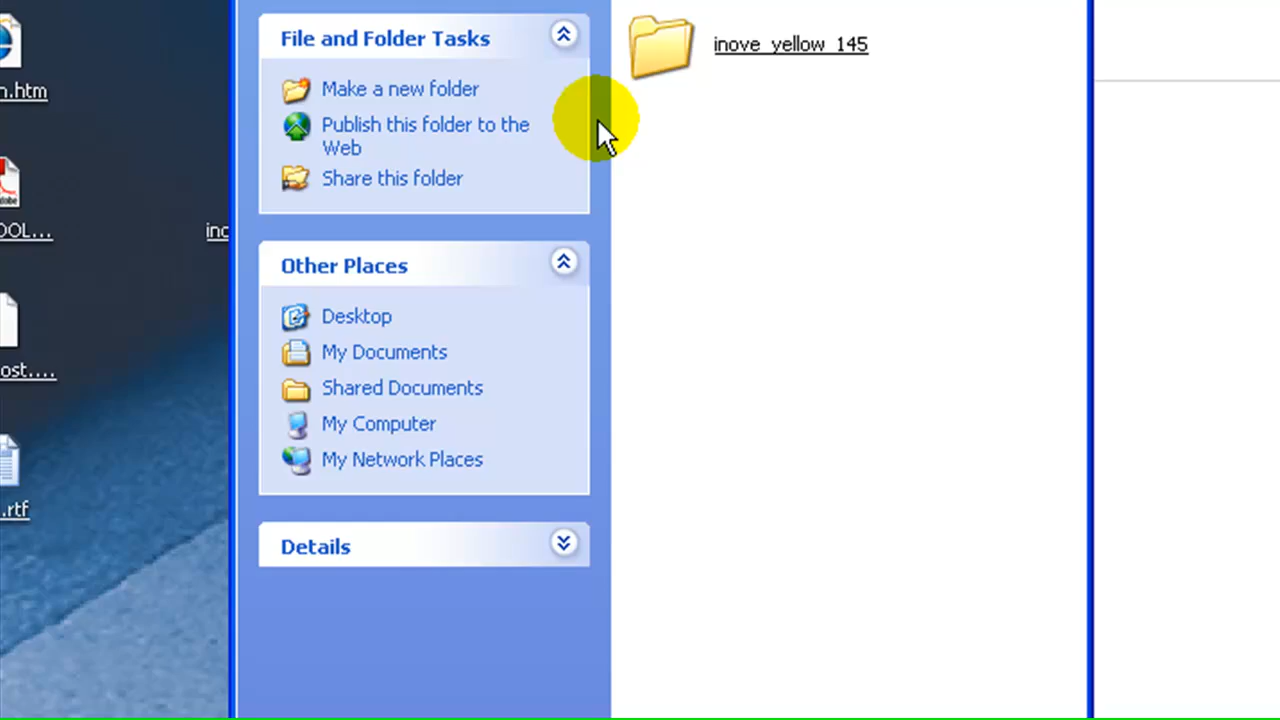 File and Folder Tasks
Make a new folder
Publish this folder to the
Web
Share this folder
Other Places
Desktop
My Documents
Shared Documents
My Computer
My Network Places
Details
inove_yellow_145
n.htm
OOL...
inc
ost....
.rtf